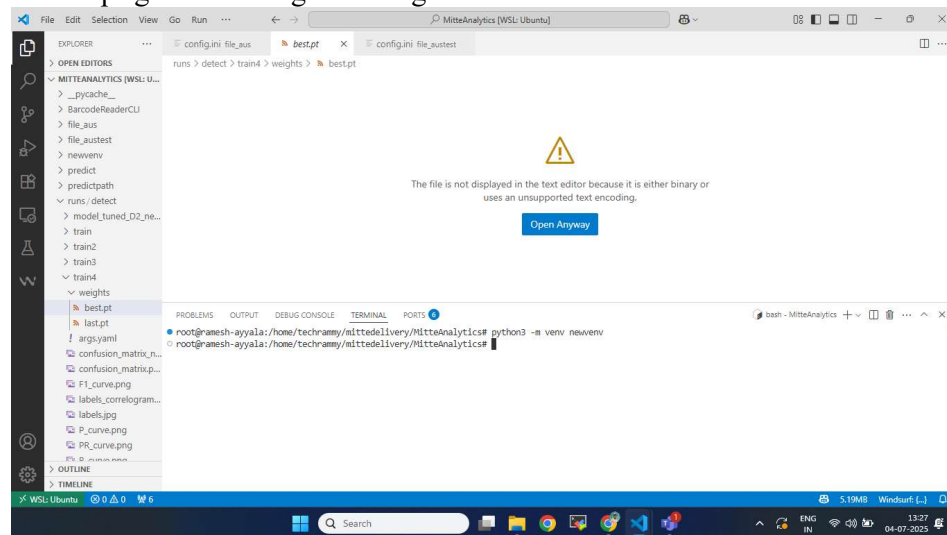 File Edit Selection View Go Run ... MitteAnalytics [WSL: Ubuntu]
EXPLORER ...
config.ini file_aus best.pt config.ini file_austest
> OPEN EDITORS
runs > detect > train4 > weights > best.pt
MITTEANALYTICS [WSL: U...
> __pycache__
> BarcodeReaderCLI
> file_aus
> file_austest
> newvenv
> predict
> predictpath
runs / detect
> model_tuned_D2_ne...
> train
> train2
> train3
train4
weights
best.pt
last.pt
! args.yaml
confusion_matrix_n...
confusion_matrix.p...
F1_curve.png
labels_correlogram...
labels.jpg
P_curve.png
PR_curve.png
> OUTLINE
> TIMELINE
The file is not displayed in the text editor because it is either binary or
uses an unsupported text encoding.
Open Anyway
PROBLEMS OUTPUT DEBUG CONSOLE TERMINAL PORTS 6
bash - MitteAnalytics
root@ramesh-ayyala:/home/techrammy/mittedelivery/MitteAnalytics# python3 -m venv newvenv
root@ramesh-ayyala:/home/techrammy/mittedelivery/MitteAnalytics#
WSL: Ubuntu 0 0 6 5.19MB Windsurf: {...}
Search
ENG
IN
13:27
04-07-2025